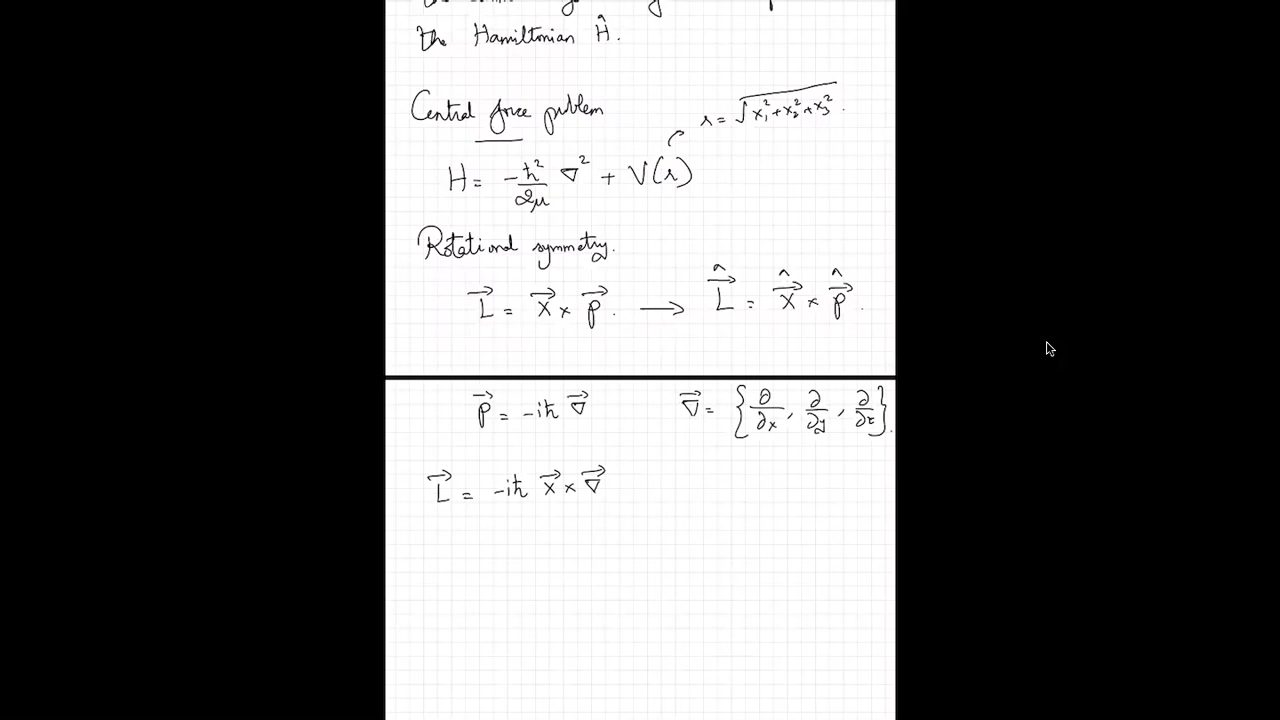 the Hamiltonian Ĥ.
Central force problem
r = √(x₁² + x₂² + x₃²).
H = -ħ²/2μ ∇² + V(r)
Rotational symmetry.
L⃗ = x⃗ × p⃗. ⟶ L⃗̂ = x⃗̂ × p⃗̂.
p⃗ = -iħ ∇⃗    ∇⃗ = {∂/∂x, ∂/∂y, ∂/∂z}.
L⃗ = -iħ x⃗ × ∇⃗